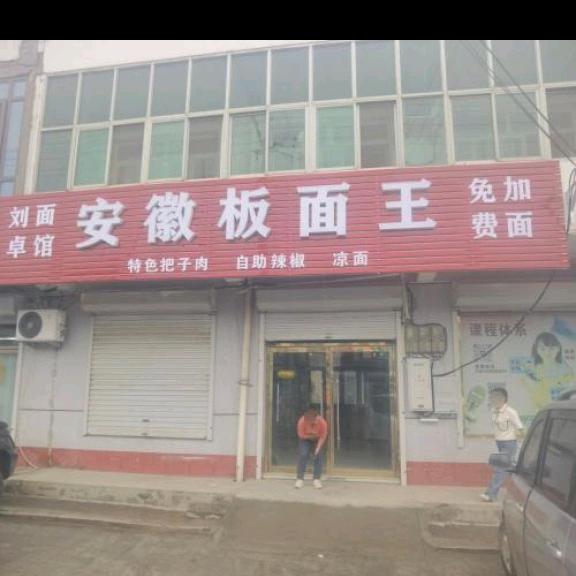 刘卓
面馆
安徽板面王
免费
加面
特色把子肉 自助辣椒 凉面
课程体系